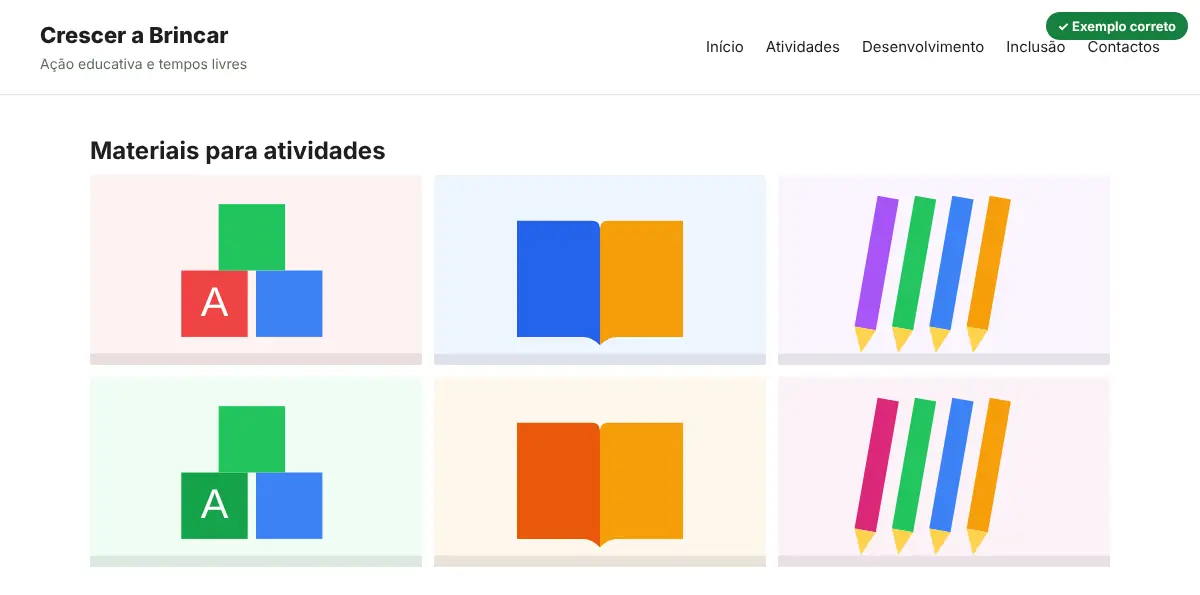 Crescer a Brincar
Ação educativa e tempos livres
✓ Exemplo correto
Início Atividades Desenvolvimento Inclusão Contactos
Materiais para atividades
A
A